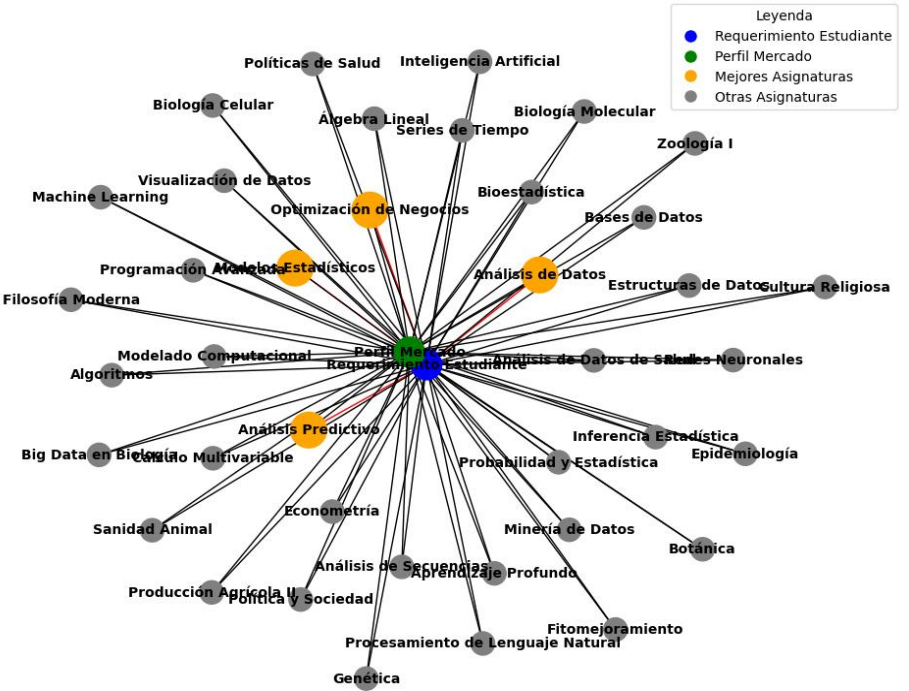 Leyenda
Requerimiento Estudiante
Perfil Mercado
Mejores Asignaturas
Otras Asignaturas
Políticas de Salud
Inteligencia Artificial
Biología Celular
Álgebra Lineal
Series de Tiempo
Biología Molecular
Zoología I
Visualización de Datos
Machine Learning
Optimización de Negocios
Bioestadística
Bases de Datos
Programación Avanzada
Modelos Estadísticos
Análisis de Datos
Estructuras de Datos
Cultura Religiosa
Filosofía Moderna
Perfil Mercado
Modelado Computacional
Requerimiento Estudiante
Análisis de Datos de Salud
Redes Neuronales
Algoritmos
Análisis Predictivo
Inferencia Estadística
Big Data en Biología
Cálculo Multivariable
Probabilidad y Estadística
Epidemiología
Econometría
Sanidad Animal
Minería de Datos
Botánica
Análisis de Secuencias
Aprendizaje Profundo
Producción Agrícola II
Política y Sociedad
Fitomejoramiento
Procesamiento de Lenguaje Natural
Genética